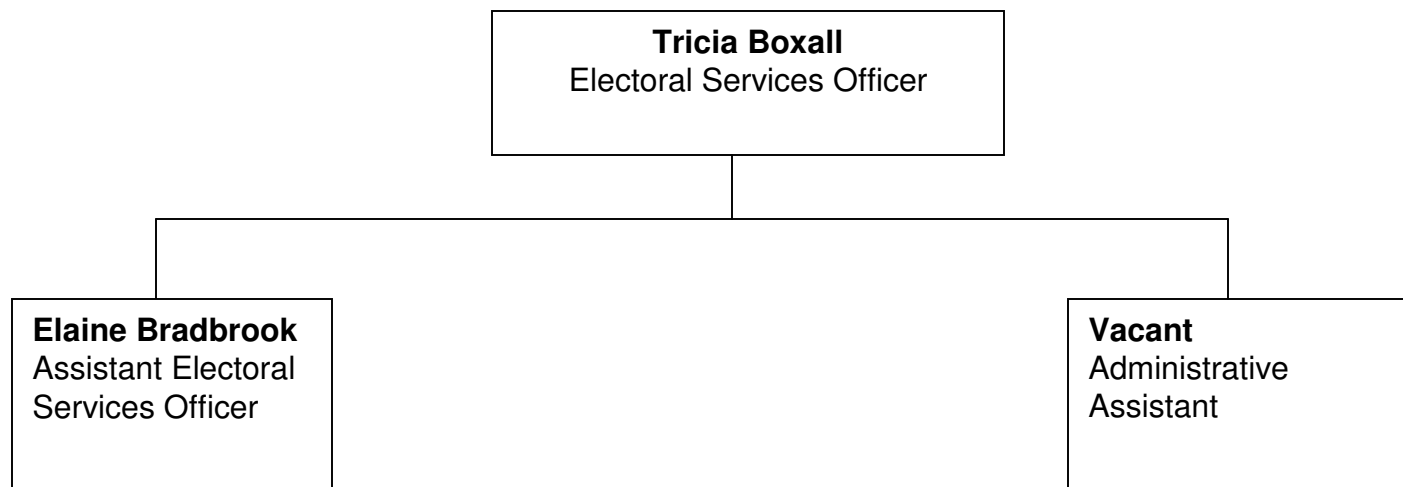 Tricia Boxall
Electoral Services Officer
Elaine Bradbrook
Assistant Electoral
Services Officer
Vacant
Administrative
Assistant